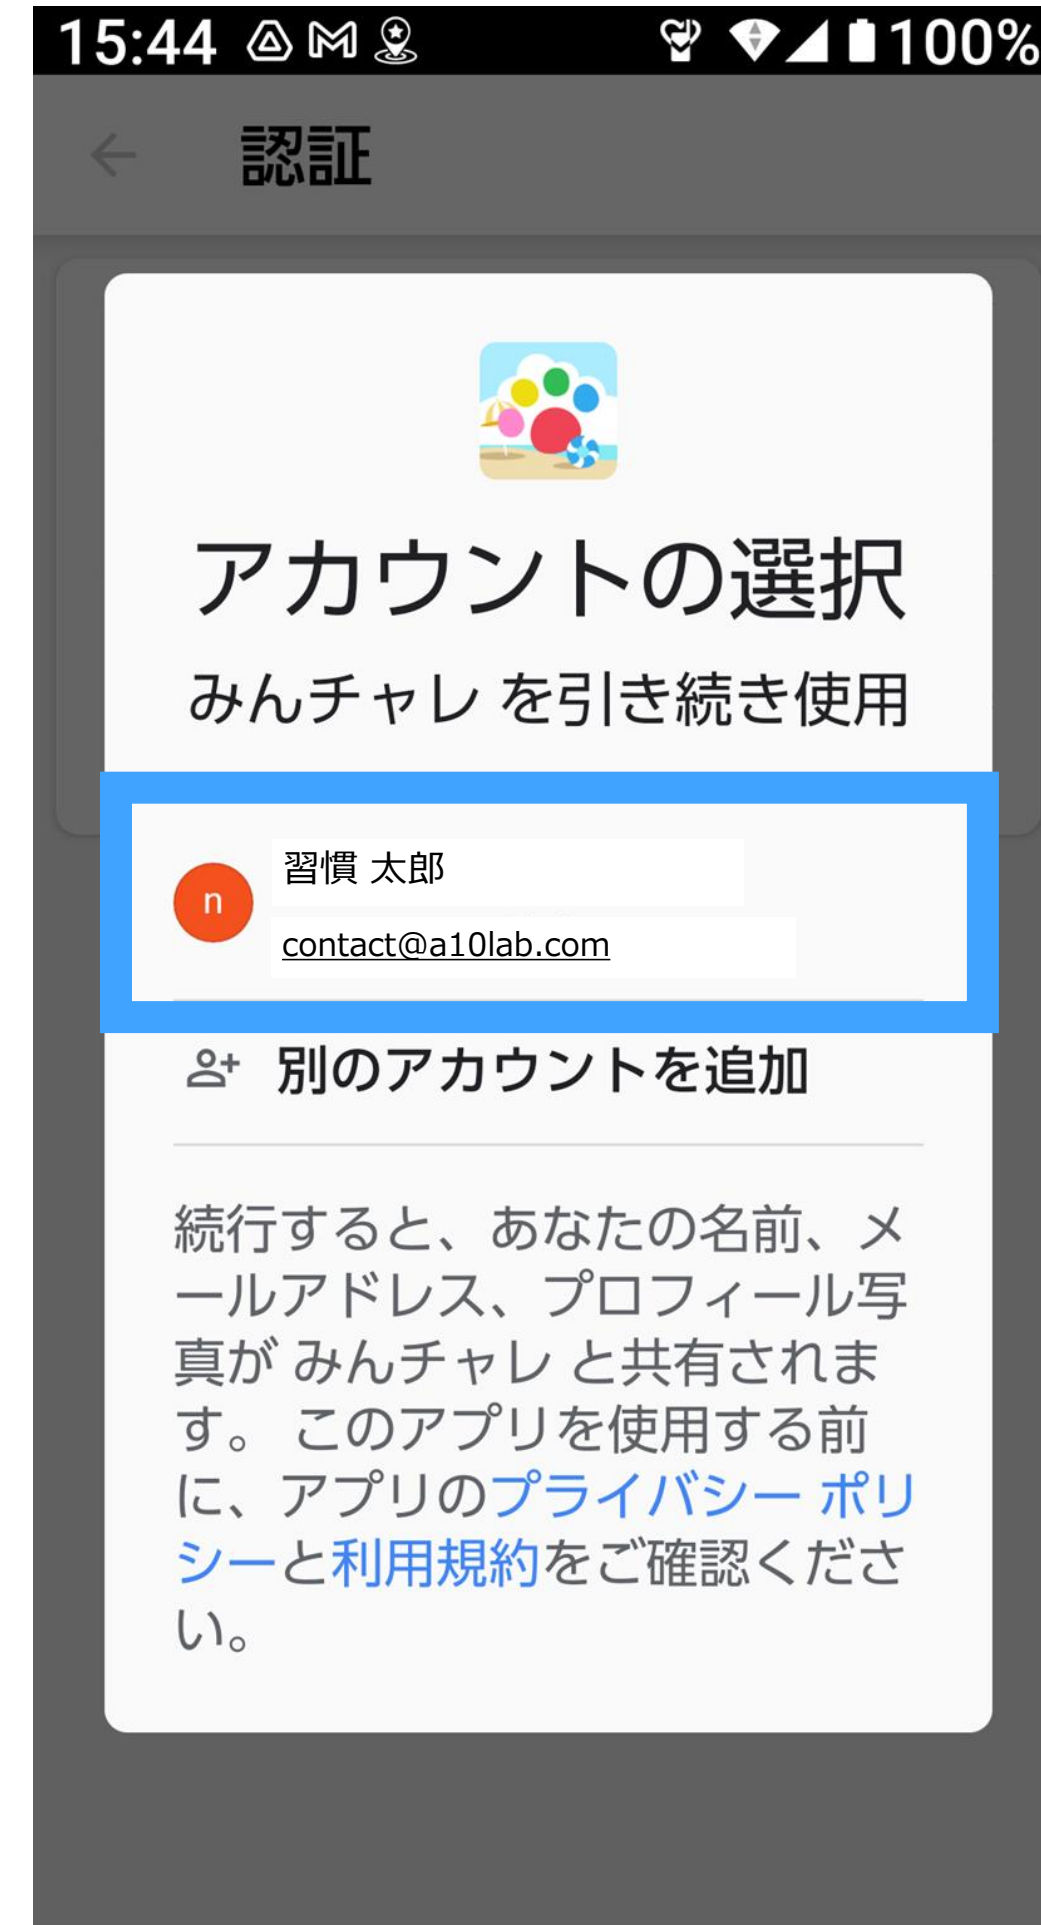 15:44 100%
認証
アカウントの選択
みんチャレ を引き続き使用
n
習慣 太郎
contact@a10lab.com
別のアカウントを追加
続行すると、あなたの名前、メ
ールアドレス、プロフィール写
真が みんチャレ と共有されま
す。 このアプリを使用する前
に、アプリのプライバシー ポリ
シーと利用規約をご確認くださ
い。